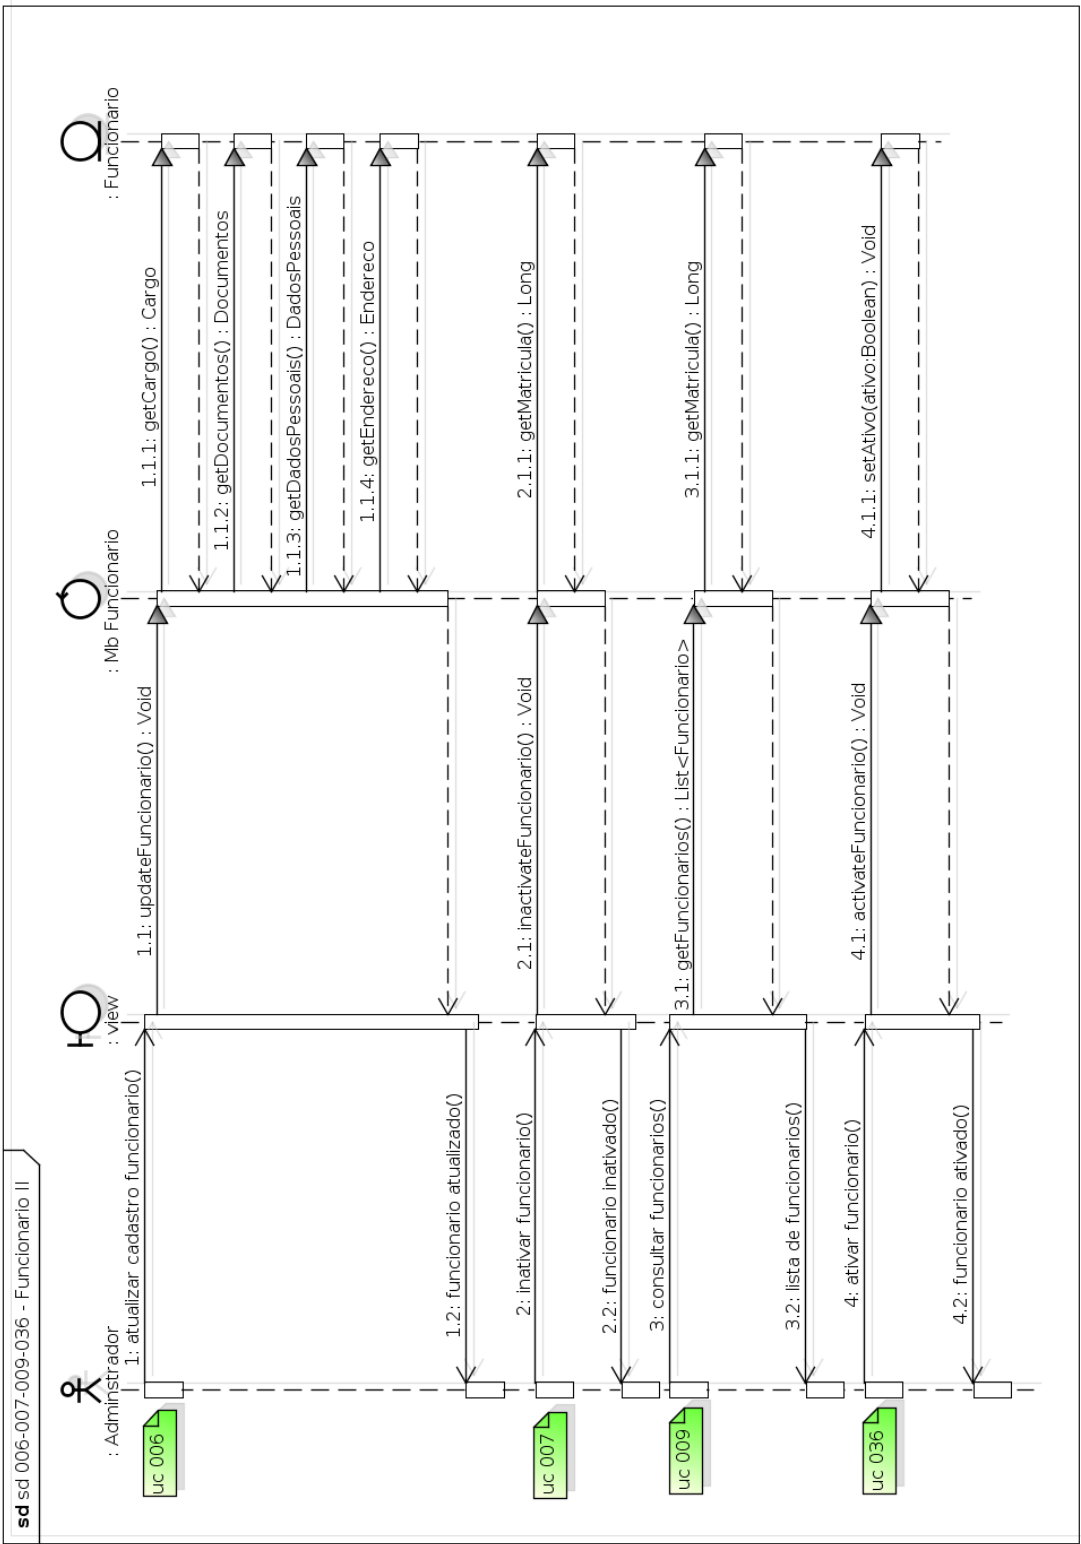 sd sd 006-007-009-036 - Funcionario II
: Adminstrador
: view
: Mb Funcionario
: Funcionario
uc 006
1: atualizar cadastro funcionario()
1.1: updateFuncionario() : Void
1.1.1: getCargo() : Cargo
1.1.2: getDocumentos() : Documentos
1.1.3: getDadosPessoais() : DadosPessoais
1.1.4: getEndereco() : Endereco
1.2: funcionario atualizado()
uc 007
2: inativar funcionario()
2.1: inactivateFuncionario() : Void
2.1.1: getMatricula() : Long
2.2: funcionario inativado()
uc 009
3: consultar funcionarios()
3.1: getFuncionarios() : List<Funcionario>
3.1.1: getMatricula() : Long
3.2: lista de funcionarios()
uc 036
4: ativar funcionario()
4.1: activateFuncionario() : Void
4.1.1: setAtivo(ativo:Boolean) : Void
4.2: funcionario ativado()